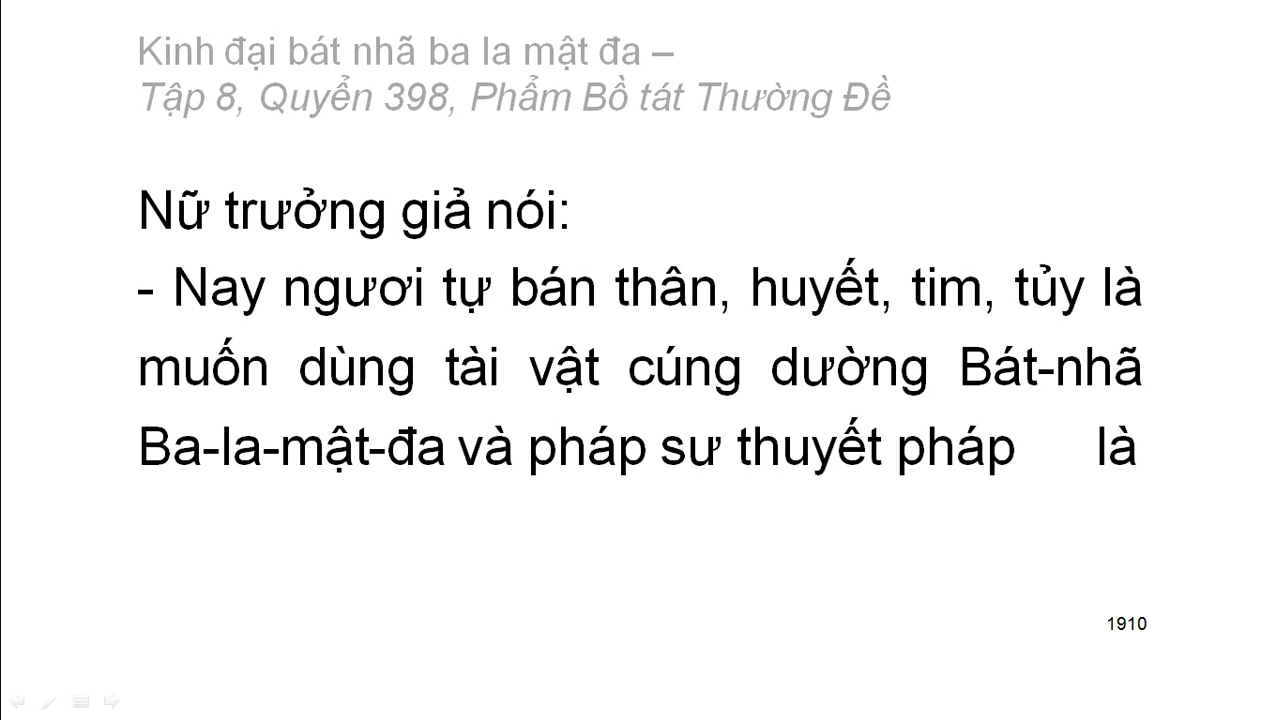 Kinh đại bát nhã ba la mật đa –
Tập 8, Quyển 398, Phẩm Bồ tát Thường Đề
Nữ trưởng giả nói:
- Nay ngươi tự bán thân, huyết, tim, tủy là
muốn dùng tài vật cúng dường Bát-nhã
Ba-la-mật-đa và pháp sư thuyết pháp là
1910